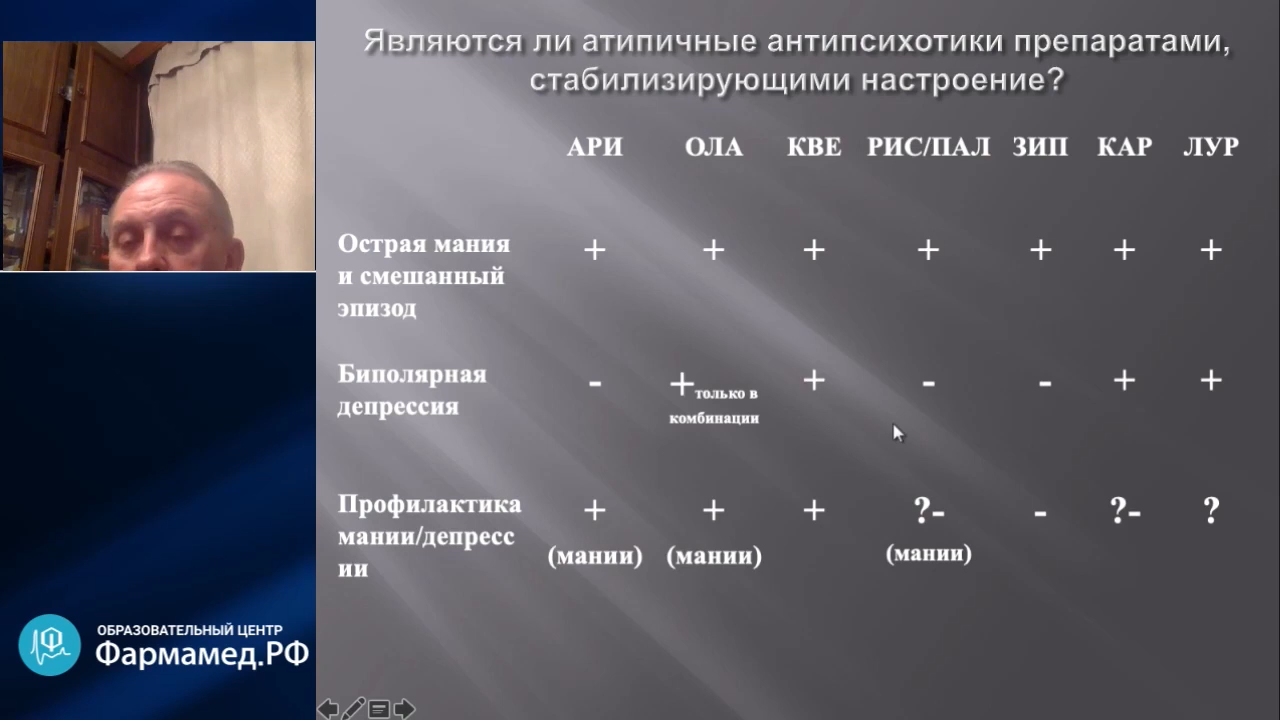 Являются ли атипичные антипсихотики препаратами,
стабилизирующими настроение?
АРИ ОЛА КВЕ РИС/ПАЛ ЗИП КАР ЛУР
Острая мания
и смешанный
эпизод
+ + + + + + +
Биполярная
депрессия
- +только в
комбинации
+ - - + +
Профилактика
мании/депресс
ии
+ + + ?- - ?- ?
(мании) (мании) (мании)
ОБРАЗОВАТЕЛЬНЫЙ ЦЕНТР
Фармамед.РФ